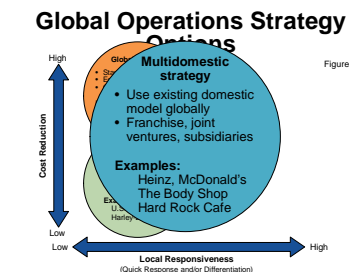 Global Operations Strategy
Options
High
Figure
Global
Multidomestic
strategy
• Use existing domestic
model globally
• Franchise, joint
ventures, subsidiaries
Examples:
Heinz, McDonald's
The Body Shop
Hard Rock Cafe
U.S.
Harley
Cost Reduction
Low
Low
High
Local Responsiveness
(Quick Response and/or Differentiation)